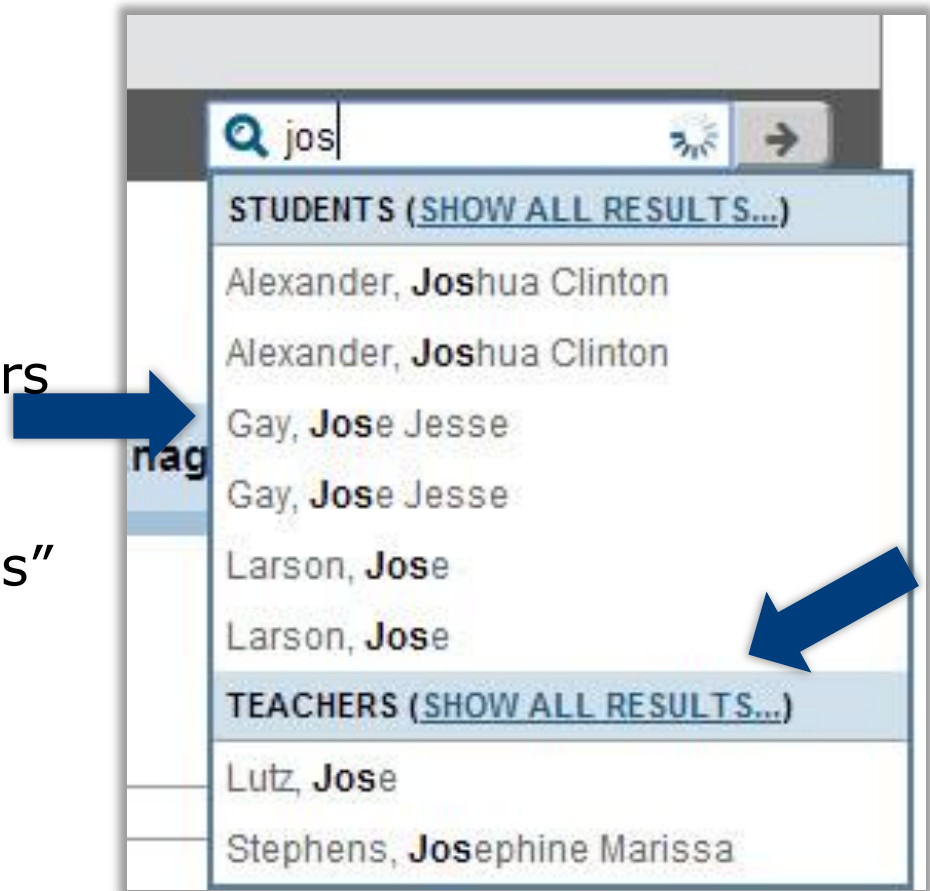 jos
STUDENTS (SHOW ALL RESULTS...)
Alexander, Joshua Clinton
Alexander, Joshua Clinton
rs
Gay, Jose Jesse
nag
Gay, Jose Jesse
s”
Larson, Jose
Larson, Jose
TEACHERS (SHOW ALL RESULTS...)
Lutz, Jose
Stephens, Josephine Marissa